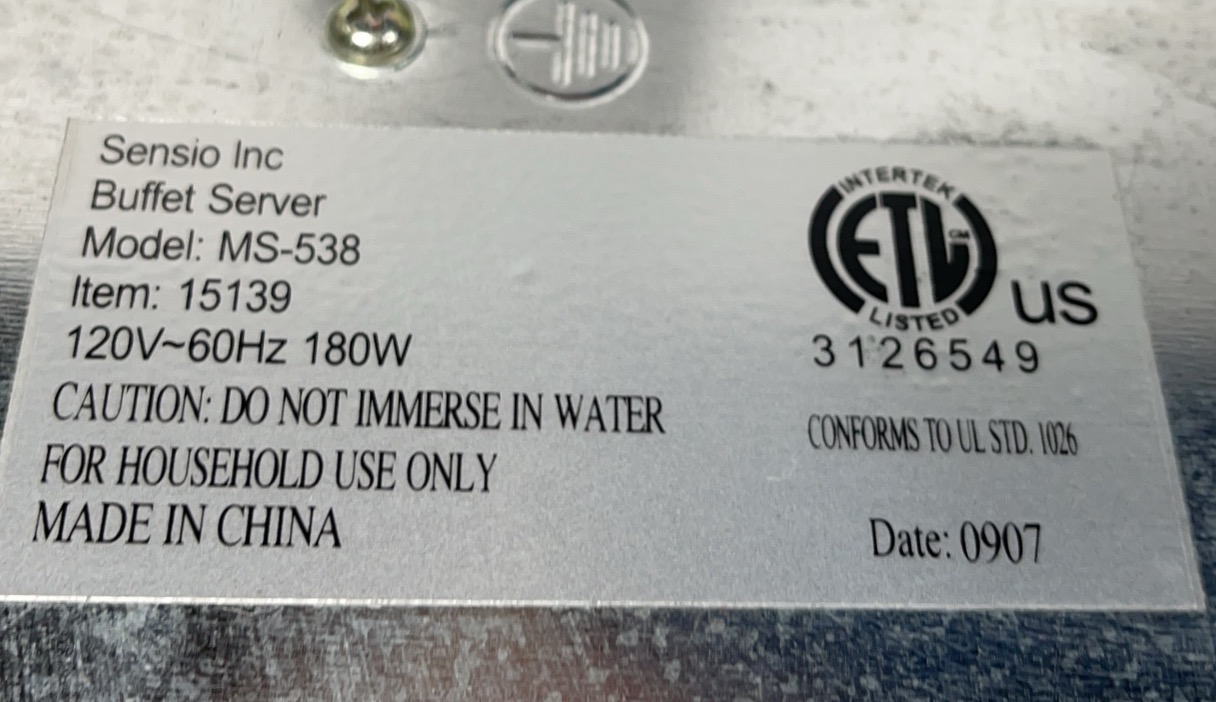 Sensio Inc
Buffet Server
Model: MS-538
Item: 15139
120V~60Hz 180W
CAUTION: DO NOT IMMERSE IN WATER
FOR HOUSEHOLD USE ONLY
MADE IN CHINA
INTERTEK
ETL CM
LISTED
US
3126549
CONFORMS TO UL STD. 1026
Date: 0907